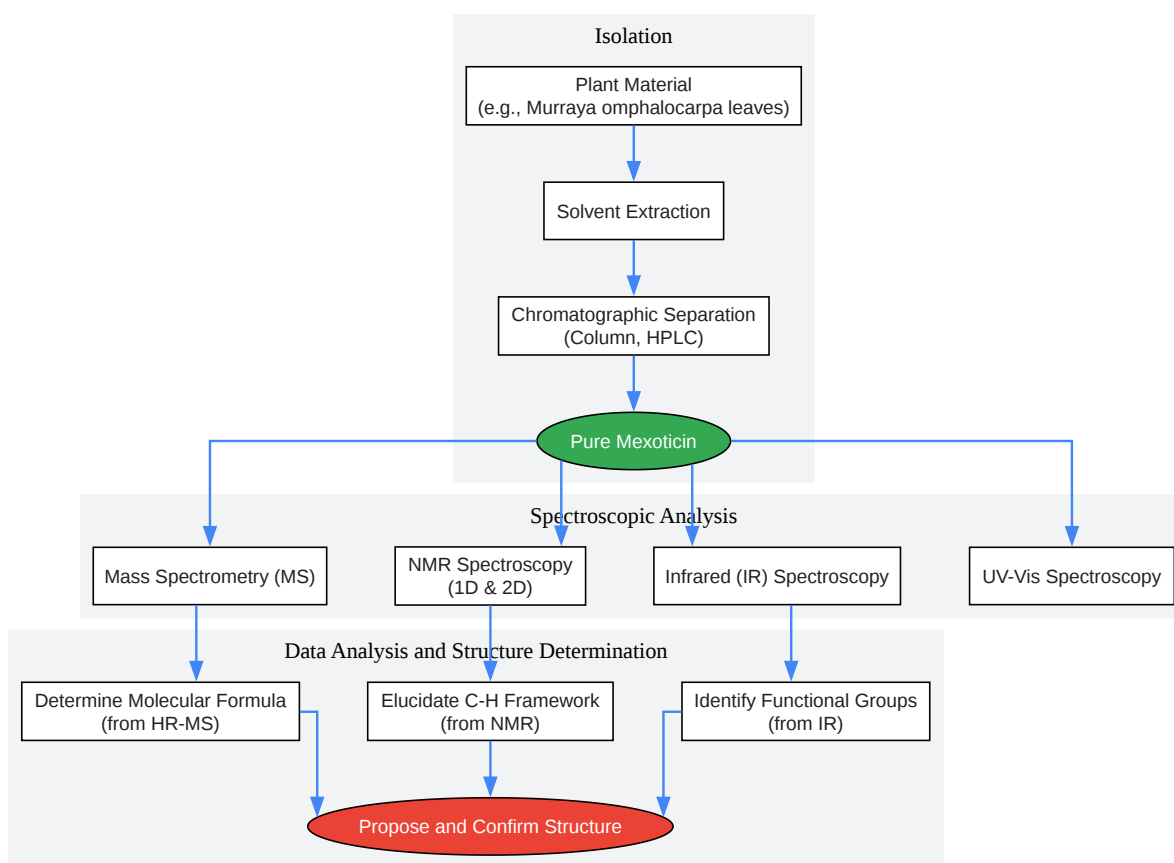 Isolation
Plant Material
(e.g., Murraya omphalocarpa leaves)
Solvent Extraction
Chromatographic Separation
(Column, HPLC)
Pure Mexoticin
Spectroscopic Analysis
Mass Spectrometry (MS)
NMR Spectroscopy
(1D & 2D)
Infrared (IR) Spectroscopy
UV-Vis Spectroscopy
Data Analysis and Structure Determination
Determine Molecular Formula
(from HR-MS)
Elucidate C-H Framework
(from NMR)
Identify Functional Groups
(from IR)
Propose and Confirm Structure